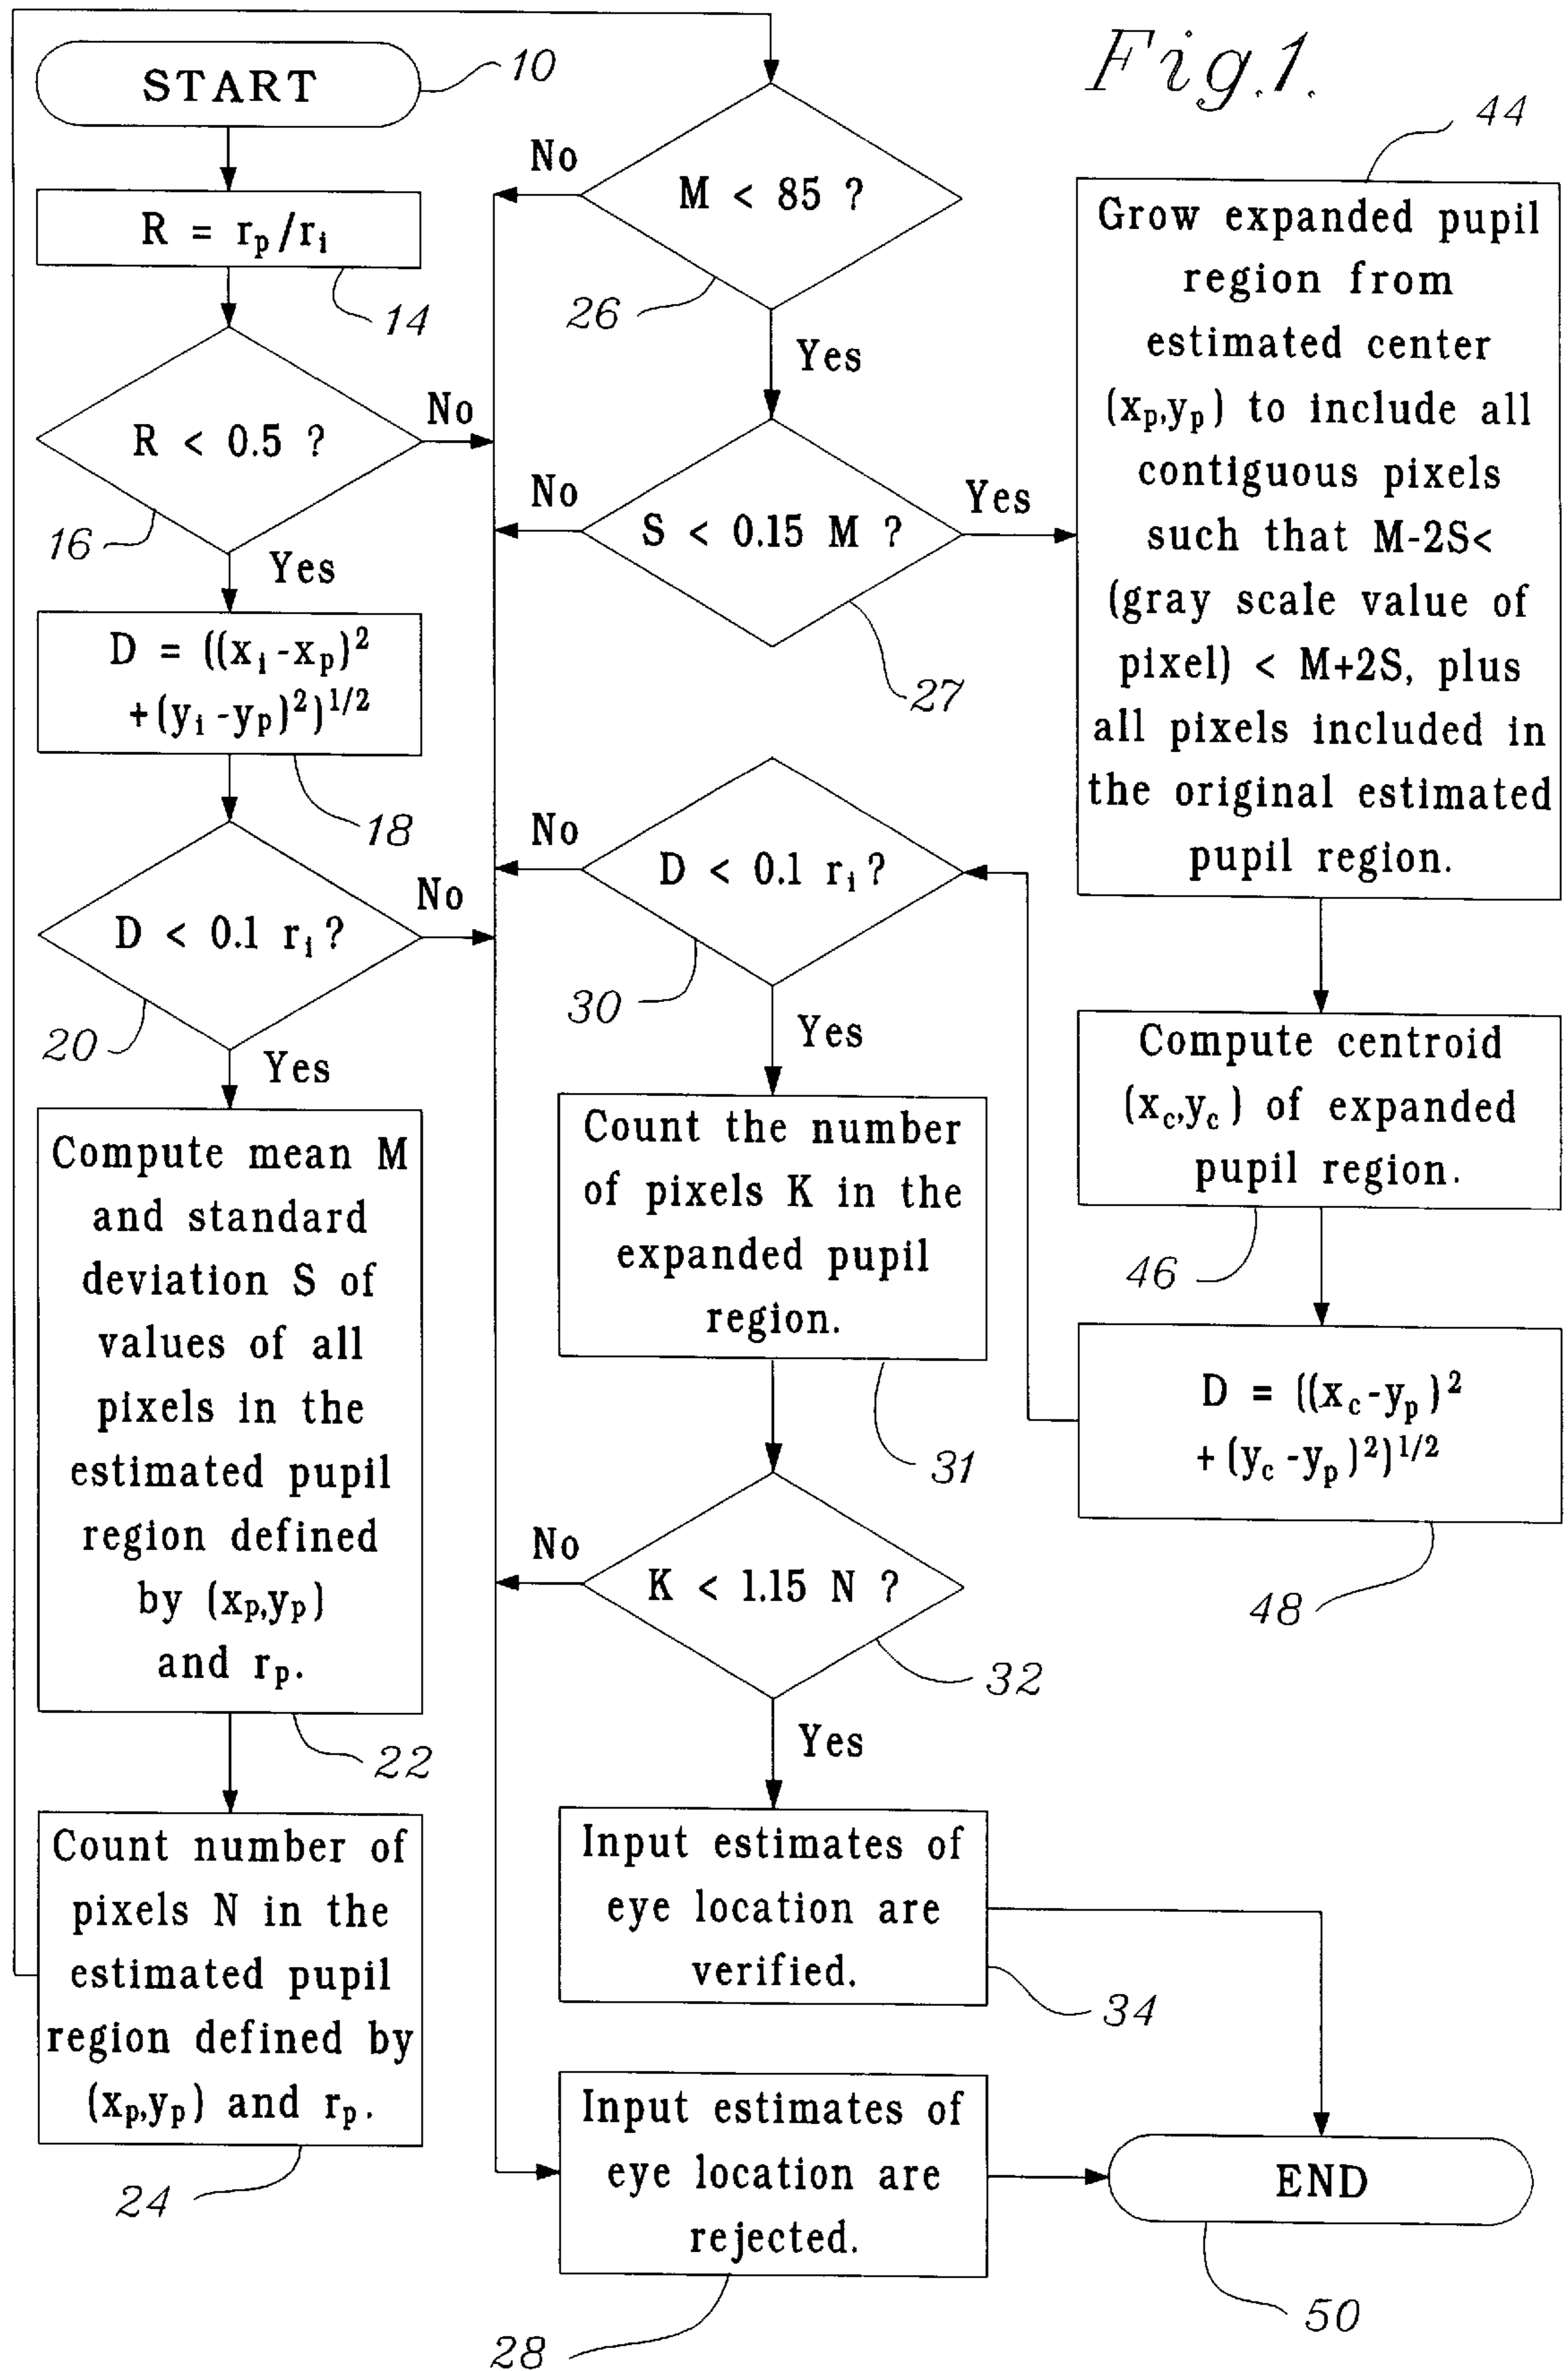 Fig.1.
START
10
R = rₚ/rᵢ
14
R < 0.5 ?
No
16
Yes
D = ((xᵢ-xₚ)²
+(yᵢ-yₚ)²)¹/²
18
D < 0.1 rᵢ?
No
20
Yes
Compute mean M
and standard
deviation S of
values of all
pixels in the
estimated pupil
region defined
by (xₚ,yₚ)
and rₚ.
22
Count number of
pixels N in the
estimated pupil
region defined by
(xₚ,yₚ) and rₚ.
24
M < 85 ?
No
26
Yes
S < 0.15 M ?
No
Yes
27
44
Grow expanded pupil
region from
estimated center
(xₚ,yₚ) to include all
contiguous pixels
such that M-2S<
(gray scale value of
pixel) < M+2S, plus
all pixels included in
the original estimated
pupil region.
Compute centroid
(x_c,y_c) of expanded
pupil region.
46
D = ((x_c-yₚ)²
+(y_c-yₚ)²)¹/²
48
D < 0.1 rᵢ?
No
30
Yes
Count the number
of pixels K in the
expanded pupil
region.
31
K < 1.15 N ?
No
32
Yes
Input estimates of
eye location are
verified.
34
Input estimates of
eye location are
rejected.
28
END
50